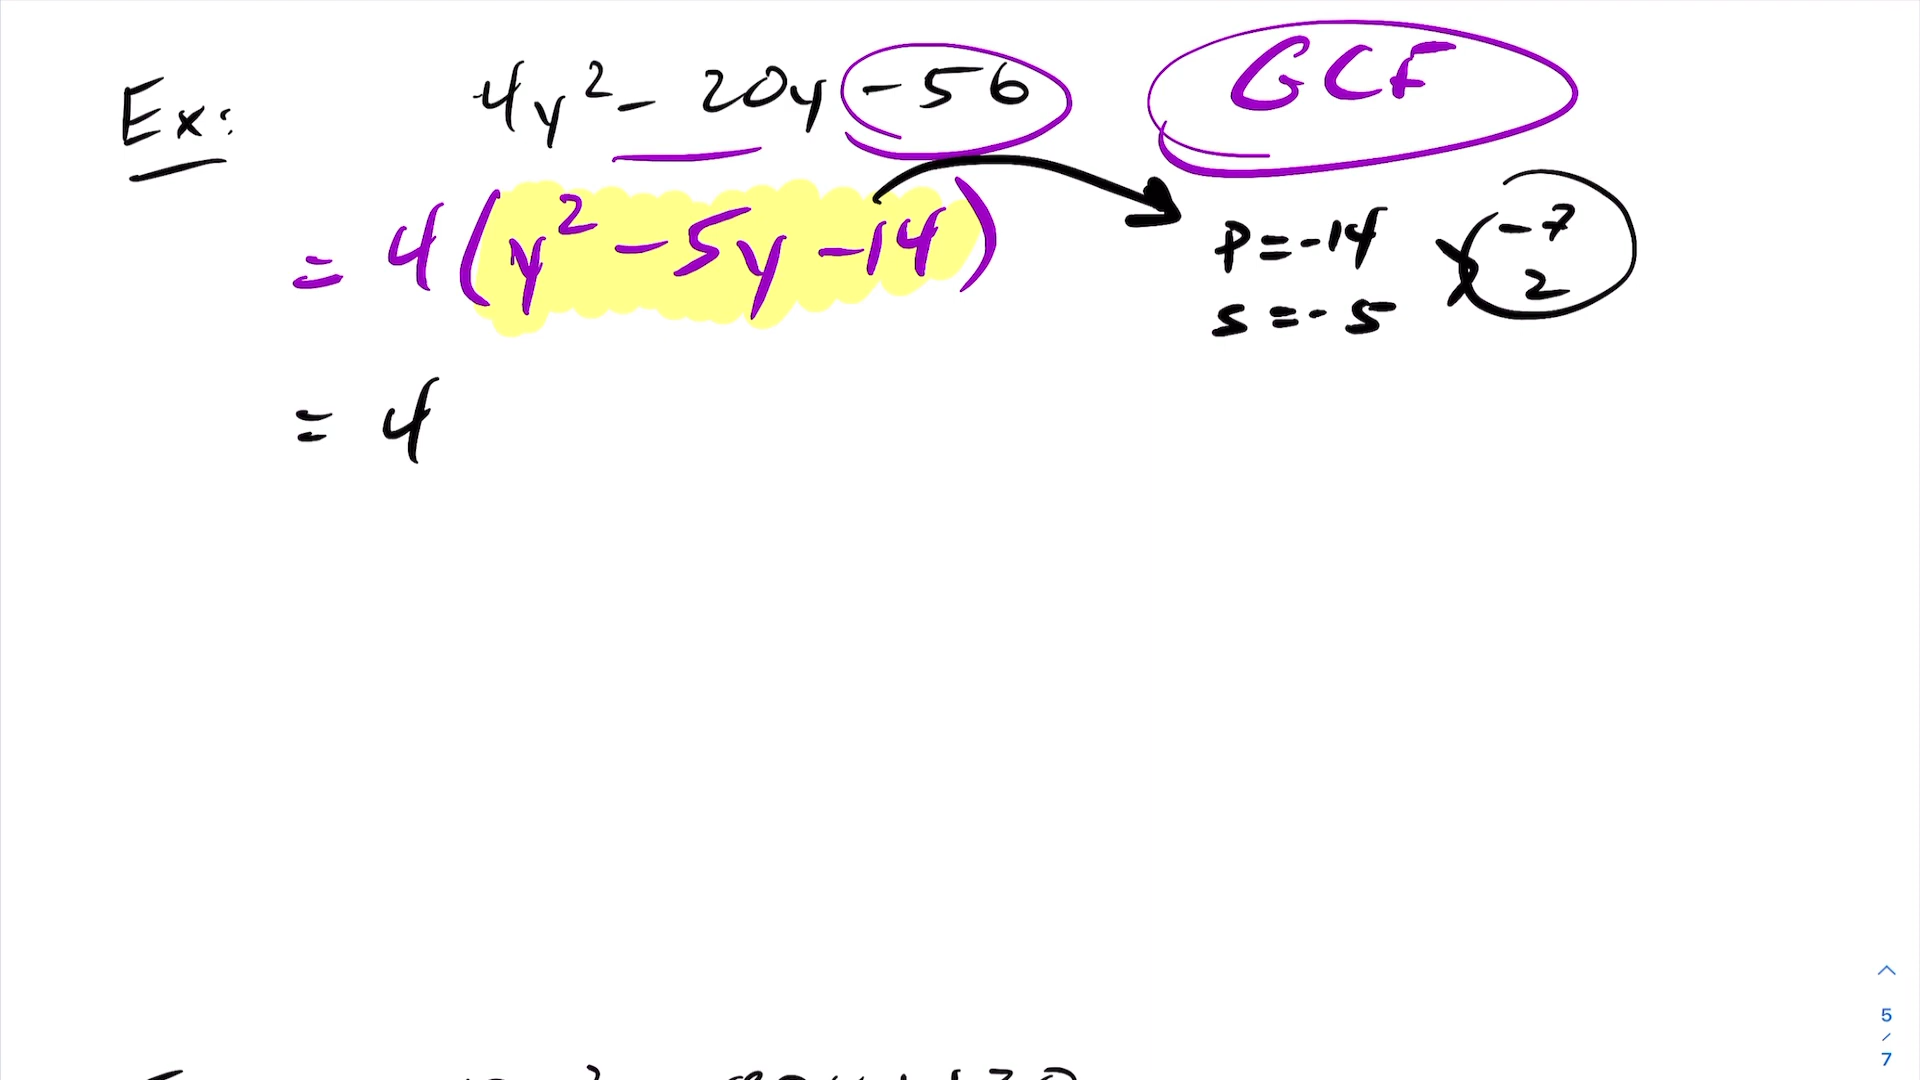 Ex: 4y² - 20y - 56 GCF
= 4(y² - 5y - 14)
P = -14 -7
S = -5 2
= 4
5
/
7